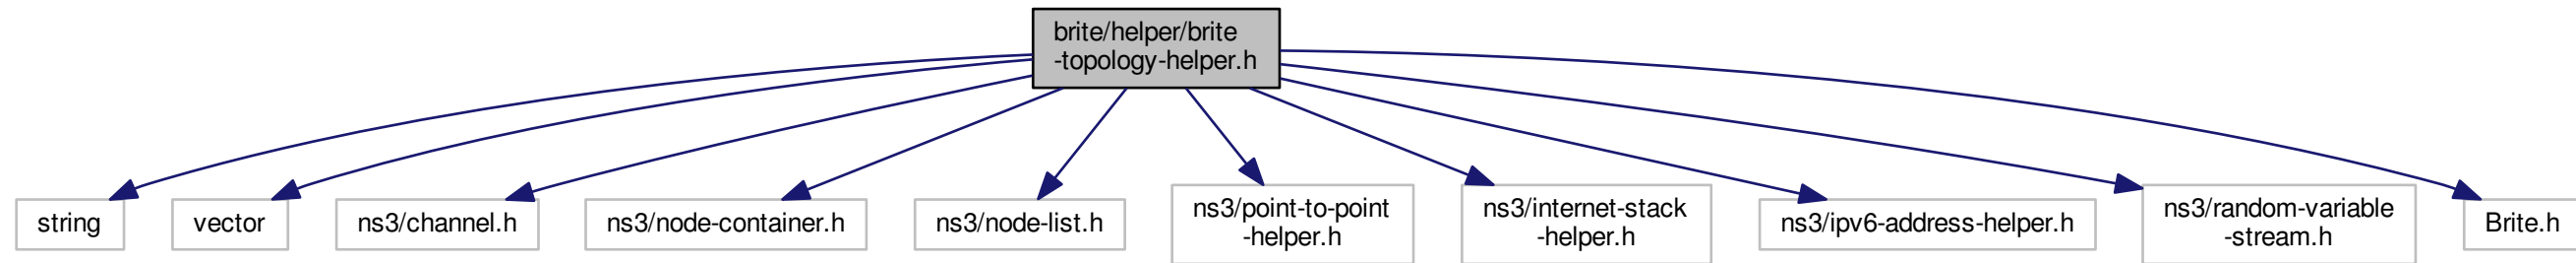 brite/helper/brite
-topology-helper.h
string
vector
ns3/channel.h
ns3/node-container.h
ns3/node-list.h
ns3/point-to-point
-helper.h
ns3/internet-stack
-helper.h
ns3/ipv6-address-helper.h
ns3/random-variable
-stream.h
Brite.h